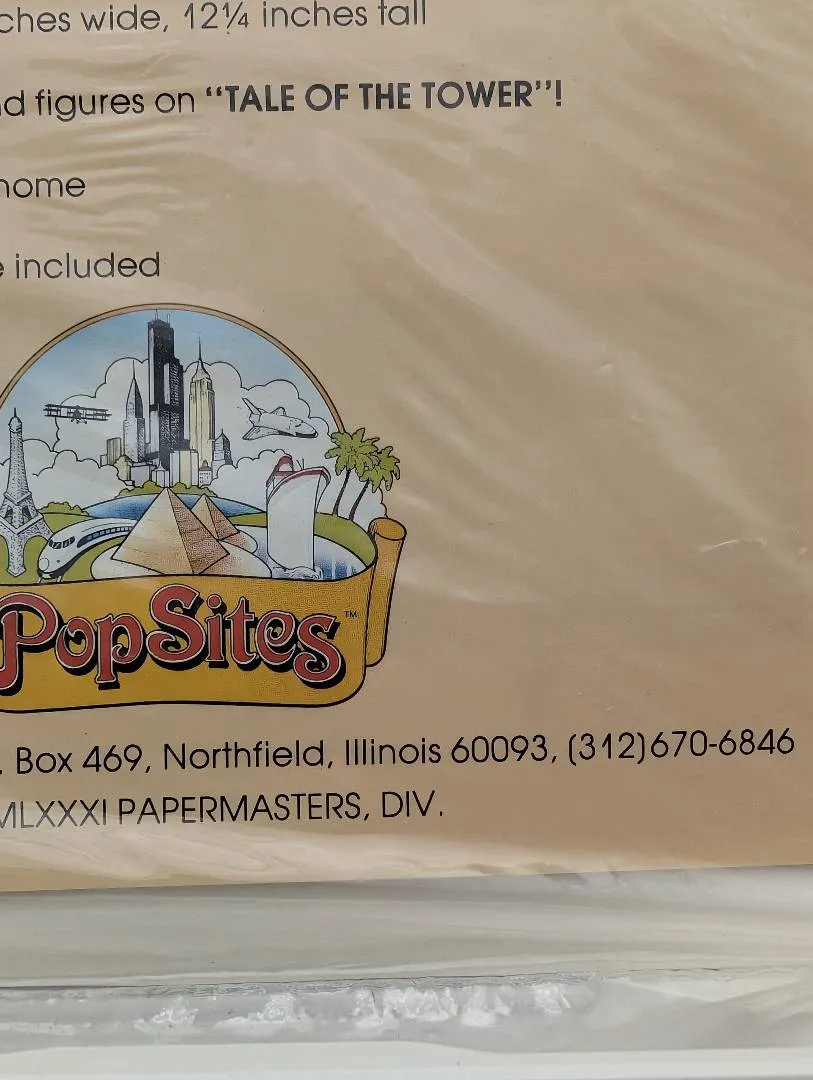 ches wide, 12¼ inches tall
d figures on "TALE OF THE TOWER"!
home
included
PopSites™
. Box 469, Northfield, Illinois 60093, (312)670-6846
MLXXXI PAPERMASTERS, DIV.